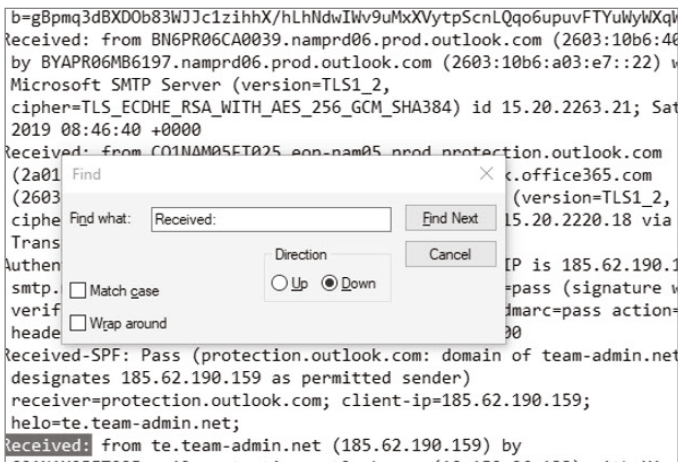 b=gBpmq3dBXDOb83WJJc1zihhX/hLhNdwIWv9uMxXVytpScnLQqo6upuvFTYuWyWXqW
Received: from BN6PR06CA0039.namprd06.prod.outlook.com (2603:10b6:40
by BYAPR06MB6197.namprd06.prod.outlook.com (2603:10b6:a03:e7::22) w
Microsoft SMTP Server (version=TLS1_2,
cipher=TLS_ECDHE_RSA_WITH_AES_256_GCM_SHA384) id 15.20.2263.21; Sat
2019 08:46:40 +0000
Received: from CO1NAM05FT025.eop-nam05.prod.protection.outlook.com
(2a01 Find k.office365.com
(2603 (version=TLS1_2,
ciphe Find what: Received: Find Next 15.20.2220.18 via
Trans
Direction Cancel
Authen IP is 185.62.190.1
smtp. Match case Up Down =pass (signature w
verif dmarc=pass action=
heade Wrap around 00
Received-SPF: Pass (protection.outlook.com: domain of team-admin.net
designates 185.62.190.159 as permitted sender)
receiver=protection.outlook.com; client-ip=185.62.190.159;
helo=te.team-admin.net;
Received: from te.team-admin.net (185.62.190.159) by